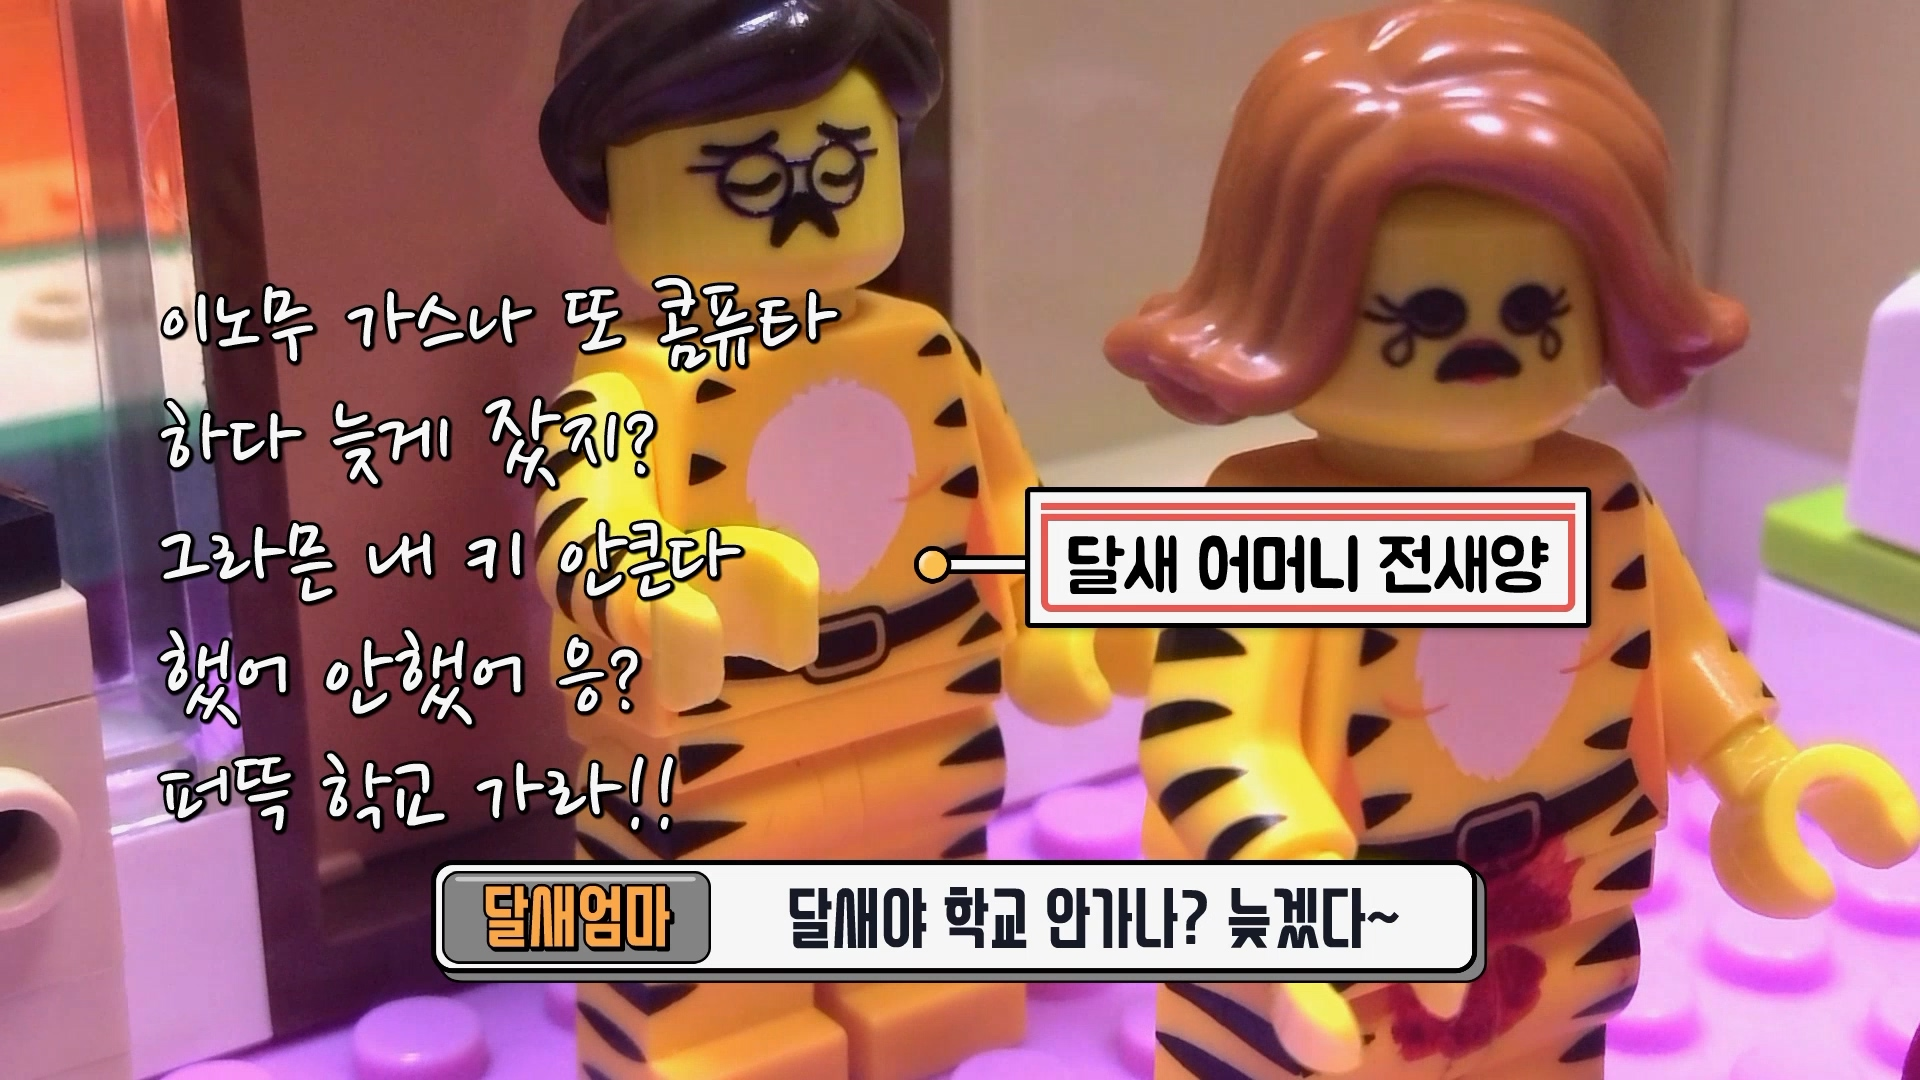 이노무 가스나 또 콤퓨타
하다 늦게 잤지?
그라믄 내 키 안큰다
했어 안했어 응?
퍼뜩 학교 가라!!
달새 어머니 전새양
달새엄마
달새야 학교 안가나? 늦겠다~